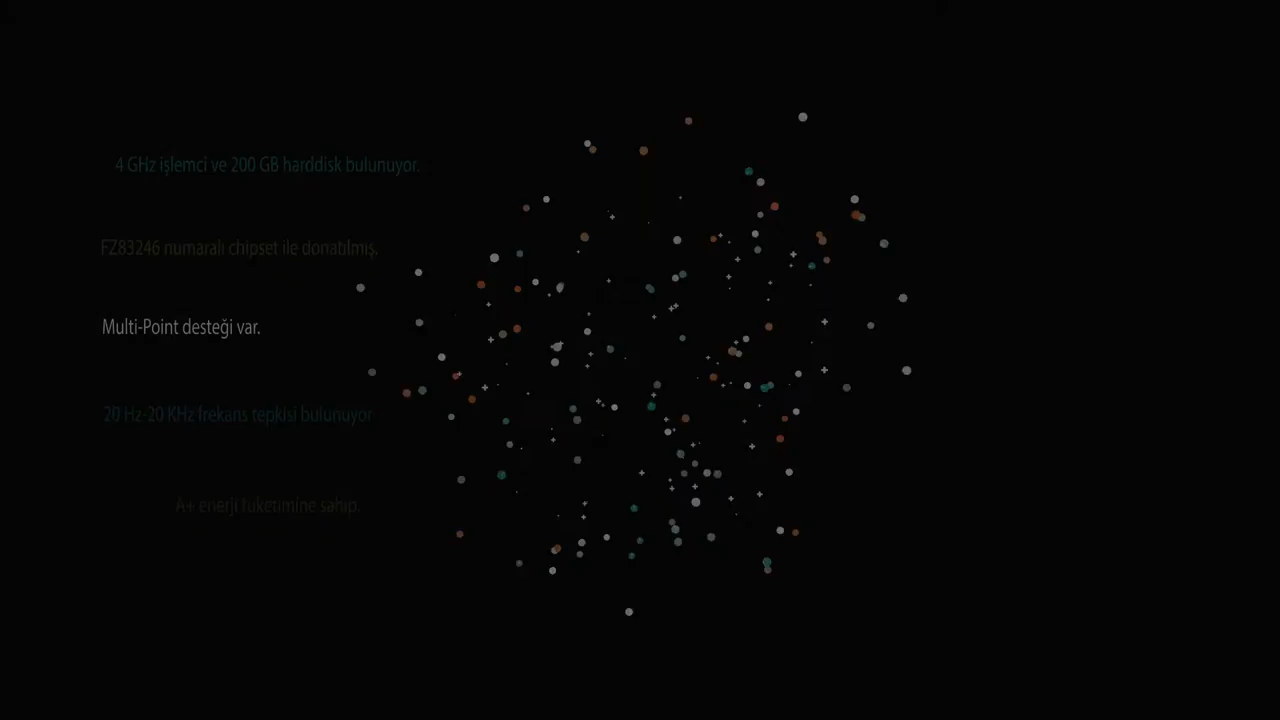 4 GHz işlemci ve 200 GB harddisk bulunuyor.
FZ83246 numaralı chipset ile donatılmış.
Multi-Point desteği var.
20 Hz-20 KHz frekans tepkisi bulunuyor
A+ enerji tüketimine sahip.